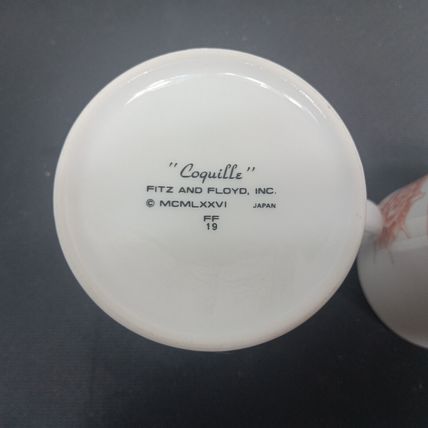 "Coquille"
FITZ AND FLOYD, INC.
© MCMLXXVI JAPAN
FF
19